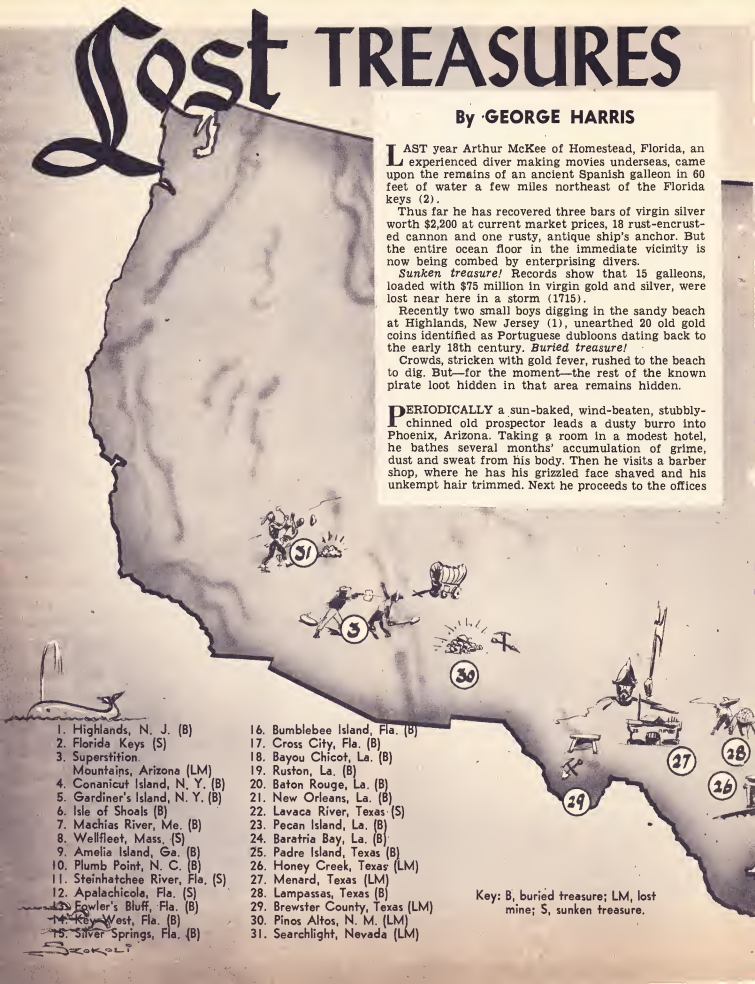 Lost TREASURES
By GEORGE HARRIS
LAST year Arthur McKee of Homestead, Florida, an
experienced diver making movies underseas, came
upon the remains of an ancient Spanish galleon in 60
feet of water a few miles northeast of the Florida
keys (2).
Thus far he has recovered three bars of virgin silver
worth $2,200 at current market prices, 18 rust-encrust-
ed cannon and one rusty, antique ship's anchor. But
the entire ocean floor in the immediate vicinity is
now being combed by enterprising divers.
Sunken treasure! Records show that 15 galleons,
loaded with $75 million in virgin gold and silver, were
lost near here in a storm (1715).
Recently two small boys digging in the sandy beach
at Highlands, New Jersey (1), unearthed 20 old gold
coins identified as Portuguese dubloons dating back to
the early 18th century. Buried treasure!
Crowds, stricken with gold fever, rushed to the beach
to dig. But—for the moment—the rest of the known
pirate loot hidden in that area remains hidden.
PERIODICALLY a sun-baked, wind-beaten, stubbly-
chinned old prospector leads a dusty burro into
Phoenix, Arizona. Taking a room in a modest hotel,
he bathes several months' accumulation of grime,
dust and sweat from his body. Then he visits a barber
shop, where he has his grizzled face shaved and his
unkempt hair trimmed. Next he proceeds to the offices
31
3
30
29
27
28
26
1. Highlands, N. J. (B)
2. Florida Keys (S)
3. Superstition
Mountains, Arizona (LM)
4. Conanicut Island, N. Y. (B)
5. Gardiner's Island, N. Y. (B)
6. Isle of Shoals (B)
7. Machias River, Me. (B)
8. Wellfleet, Mass. (S)
9. Amelia Island, Ga. (B)
10. Plumb Point, N. C. (B)
11. Steinhatchee River, Fla. (S)
12. Apalachicola, Fla. (S)
13. Fowler's Bluff, Fla. (B)
14. Key West, Fla. (B)
15. Silver Springs, Fla. (B)
SZOKOLI
16. Bumblebee Island, Fla. (B)
17. Cross City, Fla. (B)
18. Bayou Chicot, La. (B)
19. Ruston, La. (B)
20. Baton Rouge, La. (B)
21. New Orleans, La. (B)
22. Lavaca River, Texas (S)
23. Pecan Island, La. (B)
24. Baratria Bay, La. (B)
25. Padre Island, Texas (B)
26. Honey Creek, Texas (LM)
27. Menard, Texas (LM)
28. Lampassas, Texas (B)
29. Brewster County, Texas (LM)
30. Pinos Altos, N. M. (LM)
31. Searchlight, Nevada (LM)
Key: B, buried treasure; LM, lost
mine; S, sunken treasure.